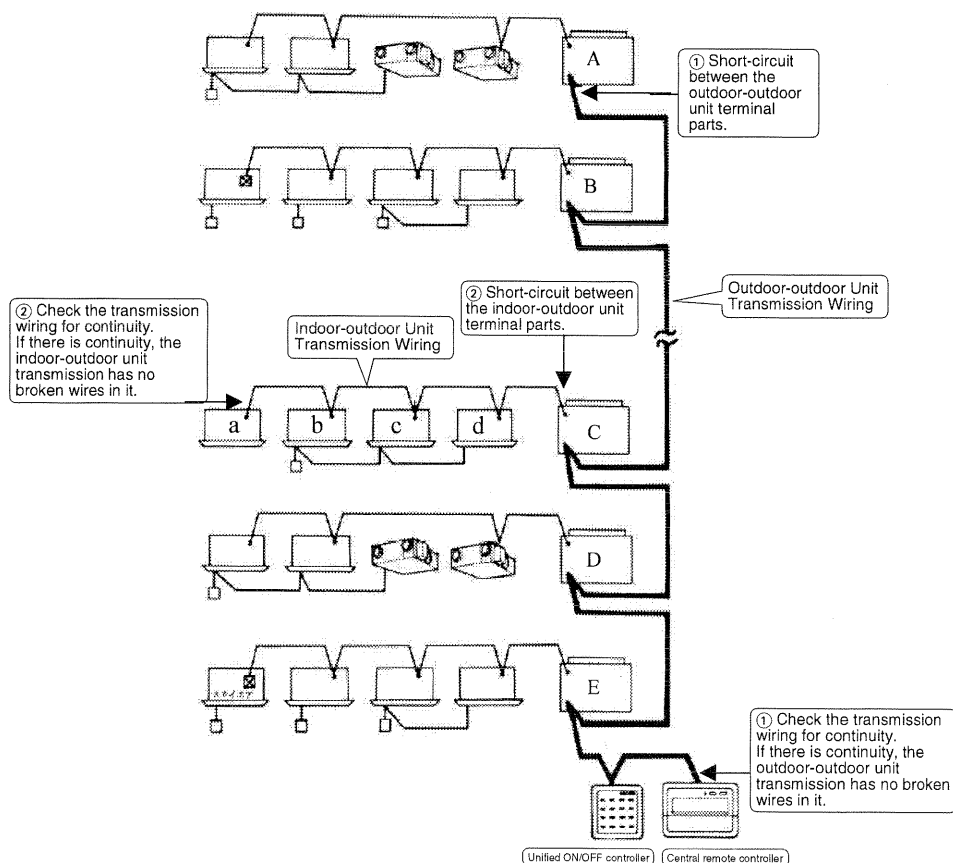 A
① Short-circuit
between the
outdoor-outdoor
unit terminal
parts.
B
Outdoor-outdoor Unit
Transmission Wiring
② Short-circuit between
the indoor-outdoor unit
terminal parts.
② Check the transmission
wiring for continuity.
If there is continuity, the
indoor-outdoor unit
transmission has no
broken wires in it.
Indoor-outdoor Unit
Transmission Wiring
a
b
c
d
C
D
E
① Check the transmission
wiring for continuity.
If there is continuity, the
outdoor-outdoor unit
transmission has no broken
wires in it.
Unified ON/OFF controller
Central remote controller